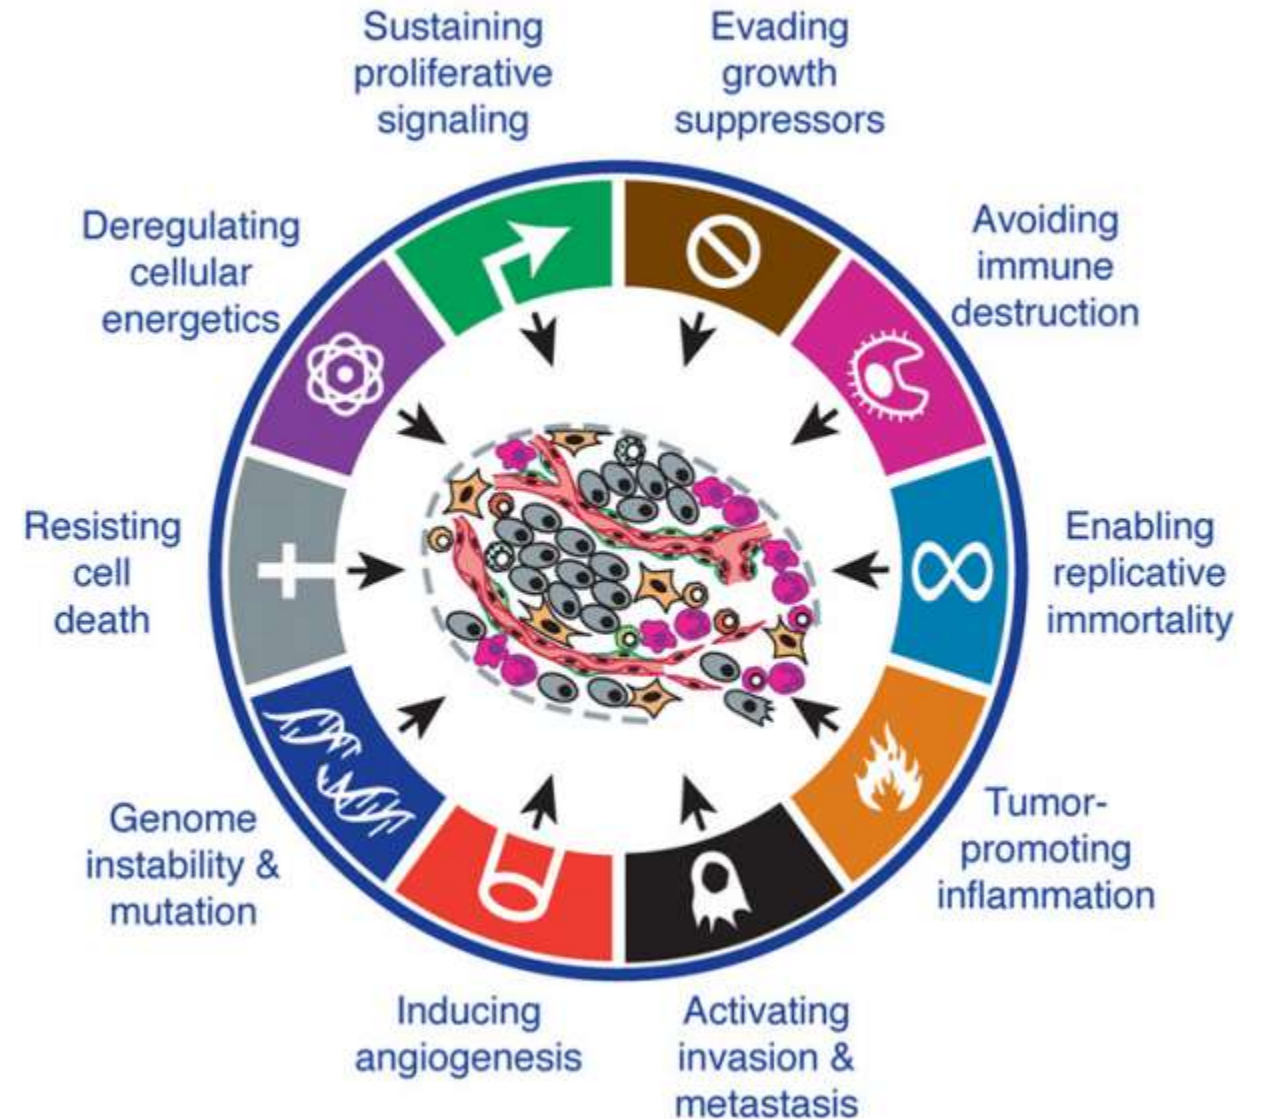 Sustaining
proliferative
signaling
Evading
growth
suppressors
Deregulating
cellular
energetics
Avoiding
immune
destruction
Resisting
cell
death
Enabling
replicative
immortality
Genome
instability &
mutation
Tumor-
promoting
inflammation
Inducing
angiogenesis
Activating
invasion &
metastasis